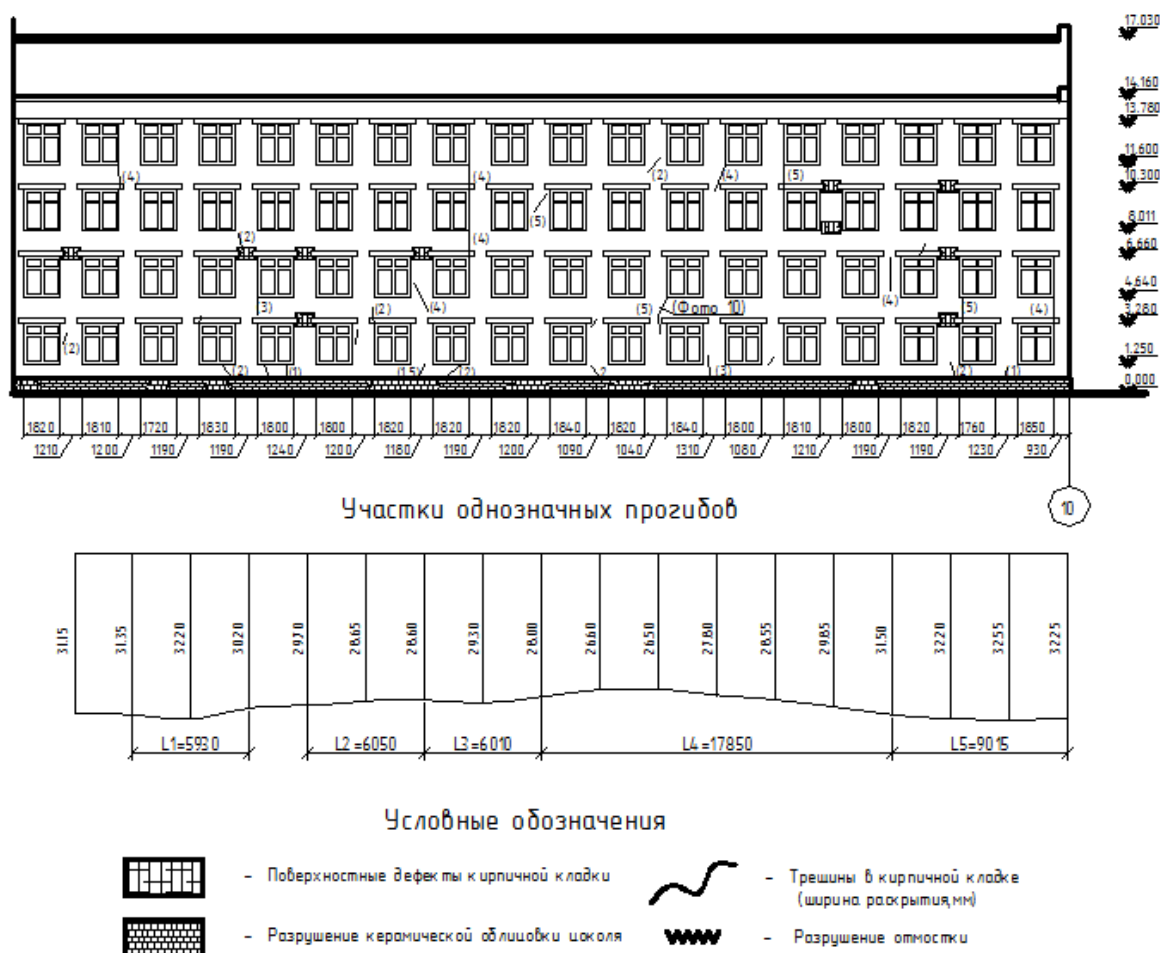 17.030
14.160
13.780
11.600
10.300
8.011
6.660
4.640
3.280
1.250
0.000
(4) (4) (2) (4) (5)
(5)
(2) (4)
(3) (2) (4) (5) (Фото 10) (4) (5) (4)
(2)
(2) (1) (1.5) (2) 2 (3) (2) (1)
1820 1810 1720 1830 1800 1800 1820 1820 1820 1840 1820 1840 1800 1810 1800 1820 1760 1850
1210 1200 1190 1190 1240 1200 1180 1190 1200 1090 1040 1310 1080 1210 1190 1190 1230 930
Участки однозначных прогибов
10
3115 3135 3220 3020 2970 2865 2860 2930 2800 2660 2650 2780 2855 2985 3150 3220 3255 3225
L1=5930 L2 =6050 L3=6010 L4=17850 L5=9015
Условные обозначения
- Поверхностные дефекты кирпичной кладки
- Трещины в кирпичной кладке
(ширина раскрытия,мм)
- Разрушение керамической облицовки цоколя
- Разрушение отмостки